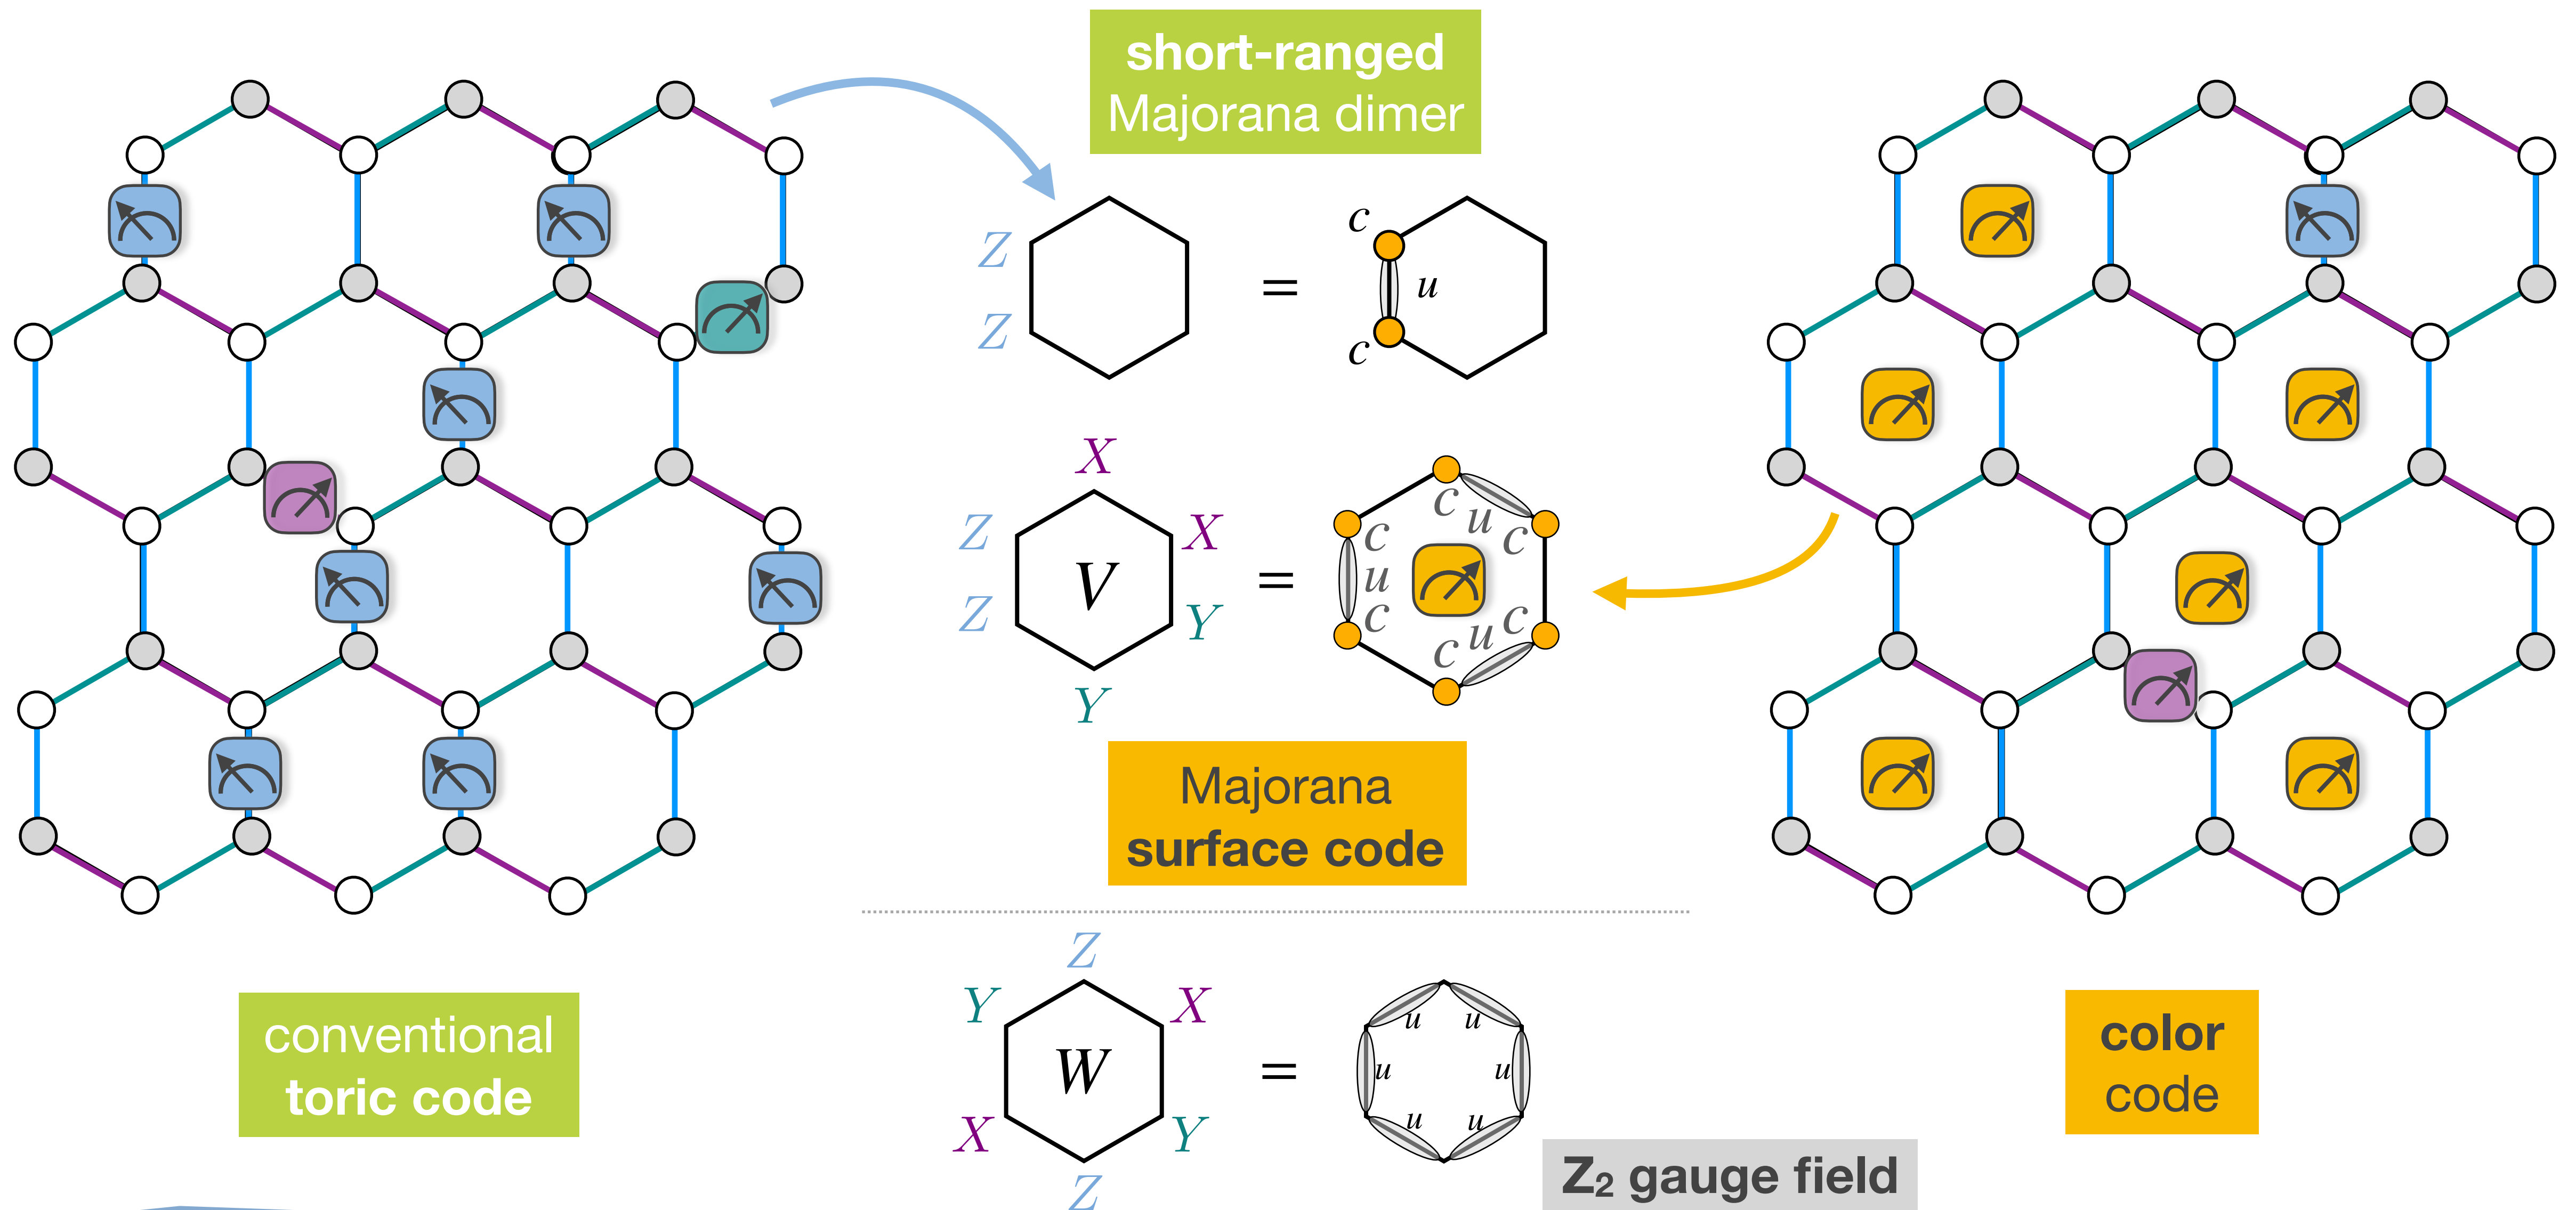 short-ranged
Majorana dimer
Z
Z
=
c
u
c
X
Z
X
V
Z
Y
Y
=
c
u
c
c
u
c
c
u
c
Majorana
surface code
Z
Y
X
W
X
Y
Z
=
u
u
u
u
u
u
conventional
toric code
color
code
Z₂ gauge field